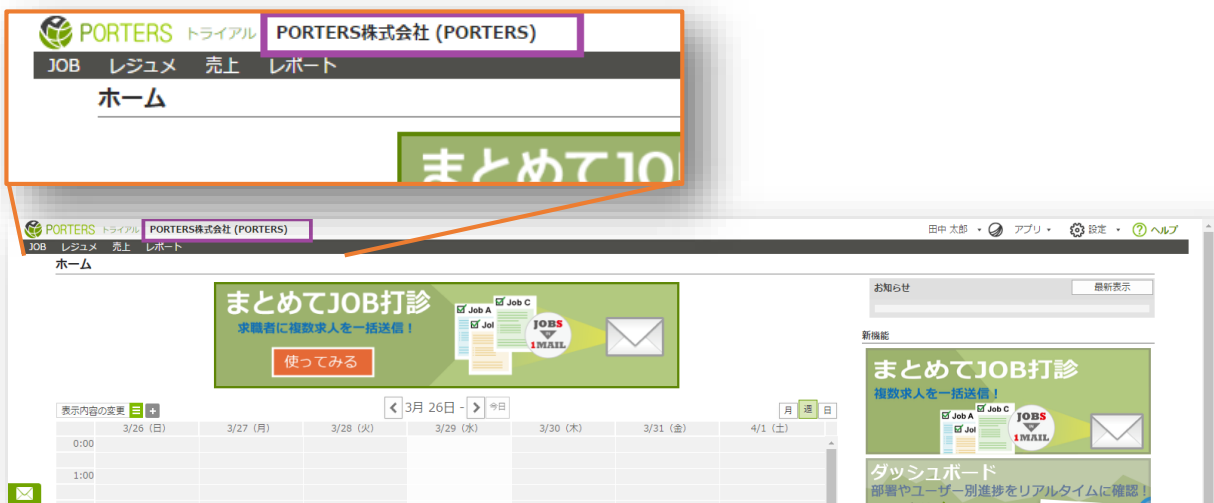 PORTERS トライアル PORTERS株式会社 (PORTERS)
JOB レジュメ 売上 レポート
ホーム
まとめてJO
PORTERS トライアル PORTERS株式会社 (PORTERS) 田中 太郎 アプリ 設定 ? ヘルプ
JOB レジュメ 売上 レポート
ホーム
まとめてJOB打診
求職者に複数求人を一括送信!
使ってみる
Job A
Job C
Jol
JOBS
1MAIL
お知らせ 最新表示
新機能
まとめてJOB打診
複数求人を一括送信!
Job A
Job C
Jol
JOBS
1MAIL
表示内容の変更 3月 26日 - 今日 月 週 日
3/26 (日) 3/27 (月) 3/28 (火) 3/29 (水) 3/30 (木) 3/31 (金) 4/1 (土)
0:00
1:00
ダッシュボード
部署やユーザー別進捗をリアルタイムに確認!